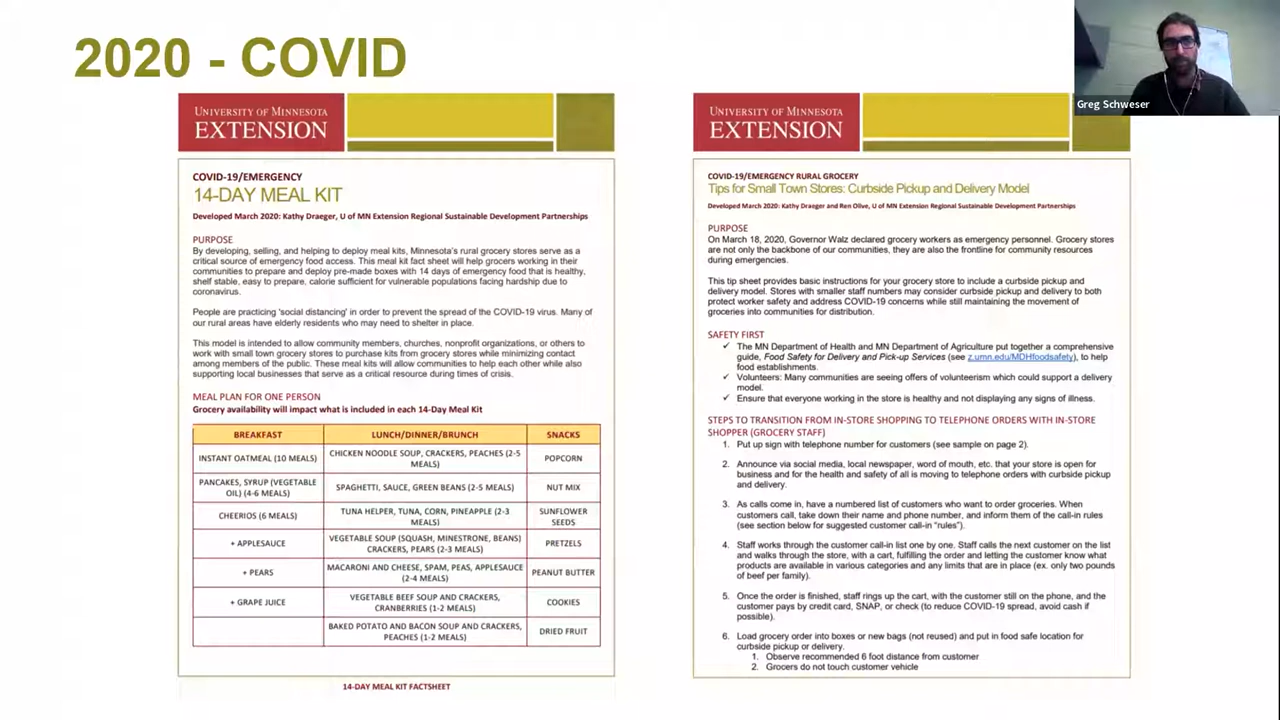 2020 - COVID
Greg Schweser
UNIVERSITY OF MINNESOTA
EXTENSION
COVID-19/EMERGENCY
14-DAY MEAL KIT
Developed March 2020: Kathy Draeger, U of MN Extension Regional Sustainable Development Partnerships
PURPOSE
By developing, selling, and helping to deploy meal kits, Minnesota's rural grocery stores serve as a
critical source of emergency food access. This meal kit fact sheet will help grocers working in their
communities to prepare and deploy pre-made boxes with 14 days of emergency food that is healthy,
shelf stable, easy to prepare, calorie sufficient for vulnerable populations facing hardship due to
coronavirus.
People are practicing 'social distancing' in order to prevent the spread of the COVID-19 virus. Many of
our rural areas have elderly residents who may need to shelter in place.
This model is intended to allow community members, churches, nonprofit organizations, or others to
work with small town grocery stores to purchase kits from grocery stores while minimizing contact
among members of the public. These meal kits will allow communities to help each other while also
supporting local businesses that serve as a critical resource during times of crisis.
MEAL PLAN FOR ONE PERSON
Grocery availability will impact what is included in each 14-Day Meal Kit
BREAKFAST LUNCH/DINNER/BRUNCH SNACKS
INSTANT OATMEAL (10 MEALS) CHICKEN NOODLE SOUP, CRACKERS, PEACHES (2-5
MEALS) POPCORN
PANCAKES, SYRUP (VEGETABLE
OIL) (4-6 MEALS) SPAGHETTI, SAUCE, GREEN BEANS (2-5 MEALS) NUT MIX
CHEERIOS (6 MEALS) TUNA HELPER, TUNA, CORN, PINEAPPLE (2-3
MEALS) SUNFLOWER
SEEDS
+ APPLESAUCE VEGETABLE SOUP (SQUASH, MINESTRONE, BEANS)
CRACKERS, PEARS (2-3 MEALS) PRETZELS
+ PEARS MACARONI AND CHEESE, SPAM, PEAS, APPLESAUCE
(2-4 MEALS) PEANUT BUTTER
+ GRAPE JUICE VEGETABLE BEEF SOUP AND CRACKERS,
CRANBERRIES (1-2 MEALS) COOKIES
BAKED POTATO AND BACON SOUP AND CRACKERS,
PEACHES (1-2 MEALS) DRIED FRUIT
14-DAY MEAL KIT FACTSHEET
UNIVERSITY OF MINNESOTA
EXTENSION
COVID-19/EMERGENCY RURAL GROCERY
Tips for Small Town Stores: Curbside Pickup and Delivery Model
Developed March 2020: Kathy Draeger and Ren Olive, U of MN Extension Regional Sustainable Development Partnerships
PURPOSE
On March 18, 2020, Governor Walz declared grocery workers as emergency personnel. Grocery stores
are not only the backbone of our communities, they are also the frontline for community resources
during emergencies.
This tip sheet provides basic instructions for your grocery store to include a curbside pickup and
delivery model. Stores with smaller staff numbers may consider curbside pickup and delivery to both
protect worker safety and address COVID-19 concerns while still maintaining the movement of
groceries into communities for distribution.
SAFETY FIRST
✓ The MN Department of Health and MN Department of Agriculture put together a comprehensive
guide, Food Safety for Delivery and Pick-up Services (see z.umn.edu/MDHfoodsafety), to help
food establishments.
✓ Volunteers: Many communities are seeing offers of volunteerism which could support a delivery
model.
✓ Ensure that everyone working in the store is healthy and not displaying any signs of illness.
STEPS TO TRANSITION FROM IN-STORE SHOPPING TO TELEPHONE ORDERS WITH IN-STORE
SHOPPER (GROCERY STAFF)
1. Put up sign with telephone number for customers (see sample on page 2).
2. Announce via social media, local newspaper, word of mouth, etc. that your store is open for
business and for the health and safety of all is moving to telephone orders with curbside pickup
and delivery.
3. As calls come in, have a numbered list of customers who want to order groceries. When
customers call, take down their name and phone number, and inform them of the call-in rules
(see section below for suggested customer call-in "rules").
4. Staff works through the customer call-in list one by one. Staff calls the next customer on the list
and walks through the store, with a cart, fulfilling the order and letting the customer know what
products are available in various categories and any limits that are in place (ex. only two pounds
of beef per family).
5. Once the order is finished, staff rings up the cart, with the customer still on the phone, and the
customer pays by credit card, SNAP, or check (to reduce COVID-19 spread, avoid cash if
possible).
6. Load grocery order into boxes or new bags (not reused) and put in food safe location for
curbside pickup or delivery.
1. Observe recommended 6 foot distance from customer
2. Grocers do not touch customer vehicle